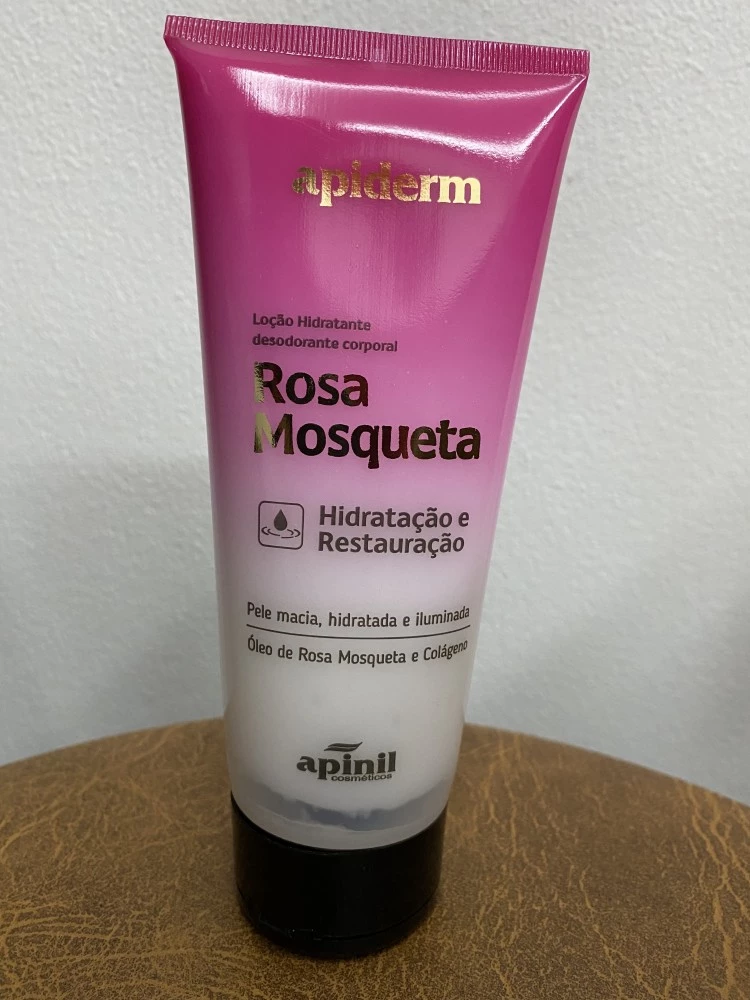 apiderm
Loção Hidratante
desodorante corporal
Rosa
Mosqueta
Hidratação e
Restauração
Pele macia, hidratada e iluminada
Óleo de Rosa Mosqueta e Colágeno
apinil
cosméticos